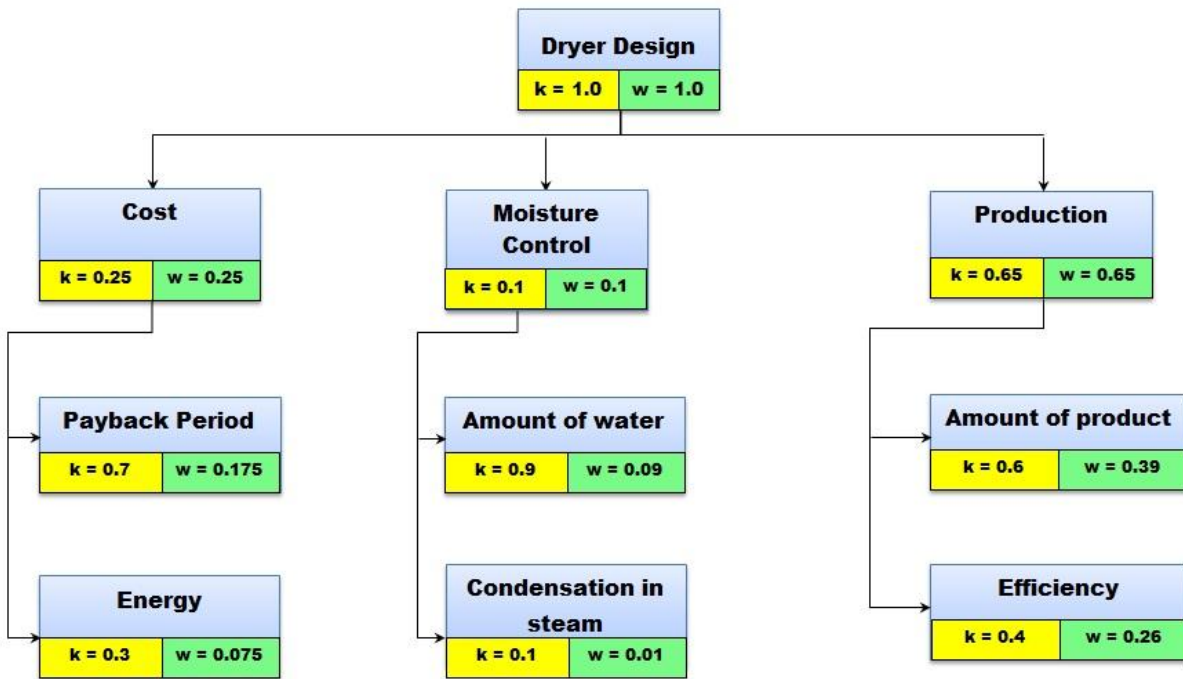 Dryer Design
k = 1.0 w = 1.0
Cost
k = 0.25 w = 0.25
Moisture
Control
k = 0.1 w = 0.1
Production
k = 0.65 w = 0.65
Payback Period
k = 0.7 w = 0.175
Amount of water
k = 0.9 w = 0.09
Amount of product
k = 0.6 w = 0.39
Energy
k = 0.3 w = 0.075
Condensation in
steam
k = 0.1 w = 0.01
Efficiency
k = 0.4 w = 0.26